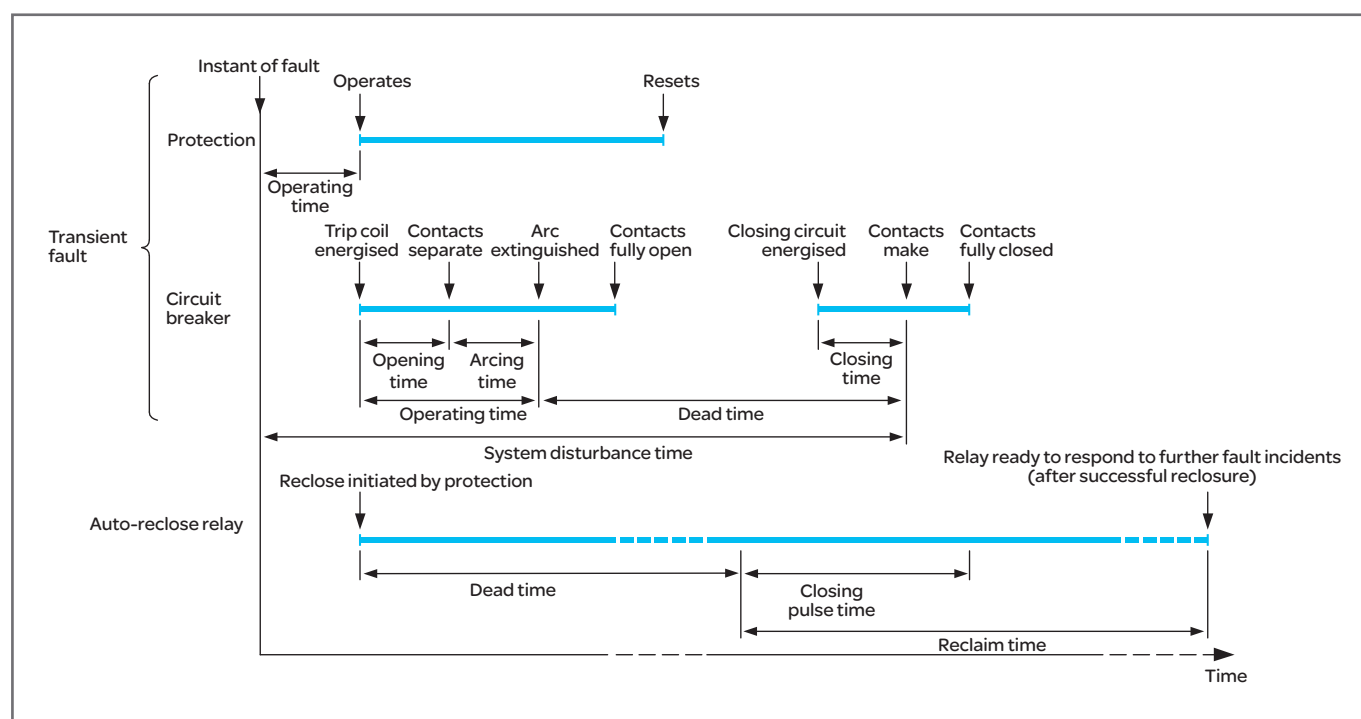 Instant of fault
Operates
Resets
Protection
Operating
time
Transient
fault
Circuit
breaker
Trip coil
energised
Contacts
separate
Arc
extinguished
Contacts
fully open
Closing circuit
energised
Contacts
make
Contacts
fully closed
Opening
time
Arcing
time
Closing
time
Operating time
Dead time
System disturbance time
Relay ready to respond to further fault incidents
(after successful reclosure)
Reclose initiated by protection
Auto-reclose relay
Dead time
Closing
pulse time
Reclaim time
Time